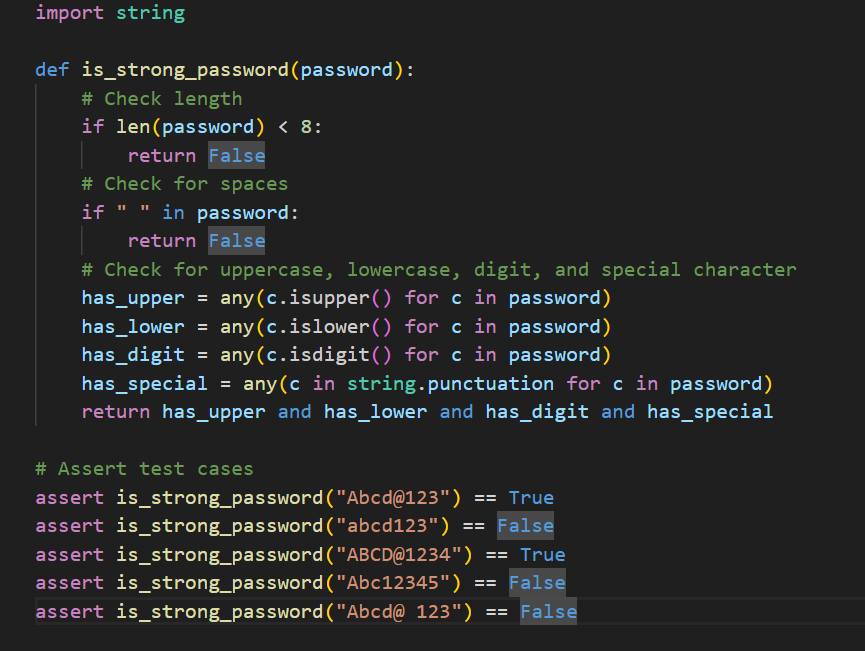 import string

def is_strong_password(password):
    # Check length
    if len(password) < 8:
        return False
    # Check for spaces
    if " " in password:
        return False
    # Check for uppercase, lowercase, digit, and special character
    has_upper = any(c.isupper() for c in password)
    has_lower = any(c.islower() for c in password)
    has_digit = any(c.isdigit() for c in password)
    has_special = any(c in string.punctuation for c in password)
    return has_upper and has_lower and has_digit and has_special

# Assert test cases
assert is_strong_password("Abcd@123") == True
assert is_strong_password("abcd123") == False
assert is_strong_password("ABCD@1234") == True
assert is_strong_password("Abc12345") == False
assert is_strong_password("Abcd@ 123") == False